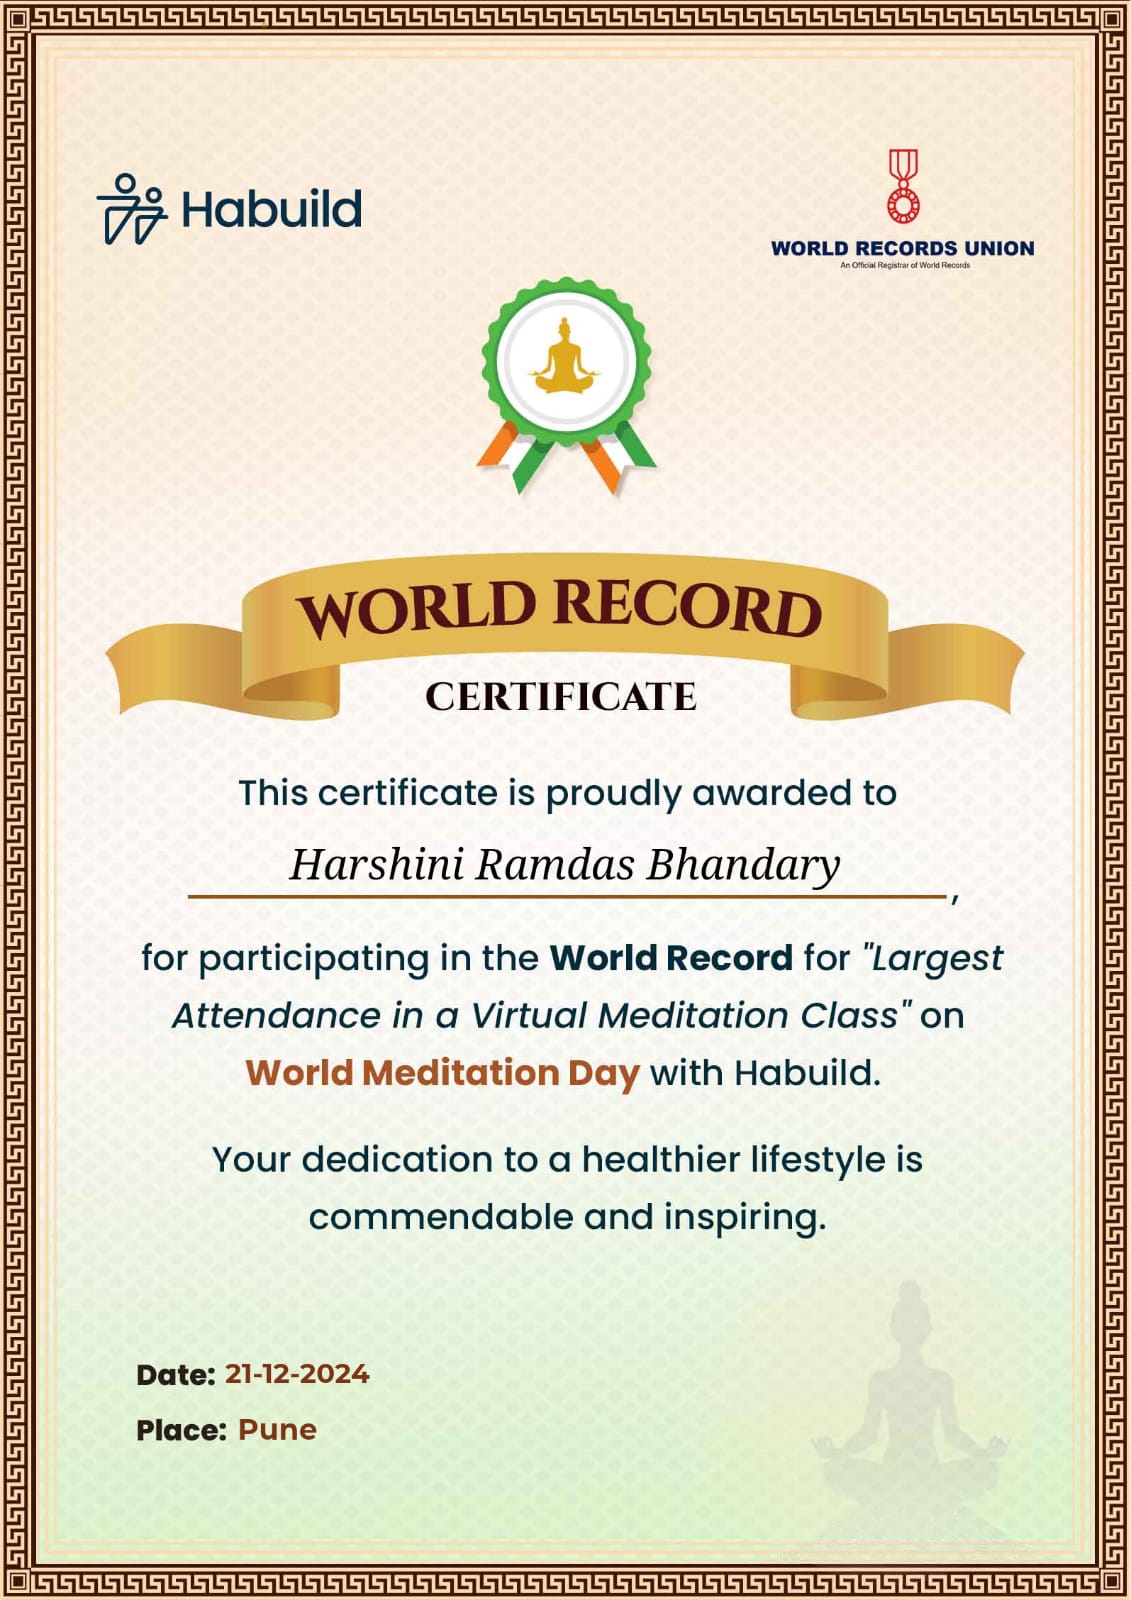 Habuild
WORLD RECORDS UNION
An Official Registrar of World Records
WORLD RECORD
CERTIFICATE
This certificate is proudly awarded to
Harshini Ramdas Bhandary,
for participating in the World Record for "Largest
Attendance in a Virtual Meditation Class" on
World Meditation Day with Habuild.
Your dedication to a healthier lifestyle is
commendable and inspiring.
Date: 21-12-2024
Place: Pune